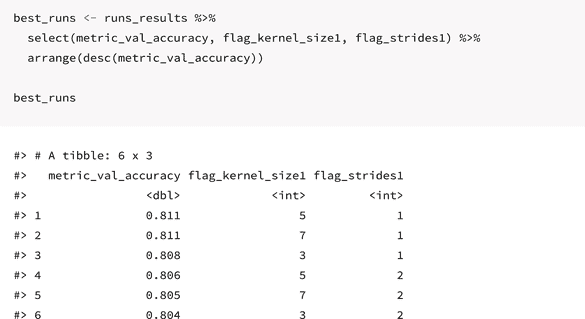 best_runs <- runs_results %>%
  select(metric_val_accuracy, flag_kernel_size1, flag_strides1) %>%
  arrange(desc(metric_val_accuracy))

best_runs

#> # A tibble: 6 x 3
#>   metric_val_accuracy flag_kernel_size1 flag_strides1
#>                 <dbl>             <int>         <int>
#> 1               0.811                 5             1
#> 2               0.811                 7             1
#> 3               0.808                 3             1
#> 4               0.806                 5             2
#> 5               0.805                 7             2
#> 6               0.804                 3             2